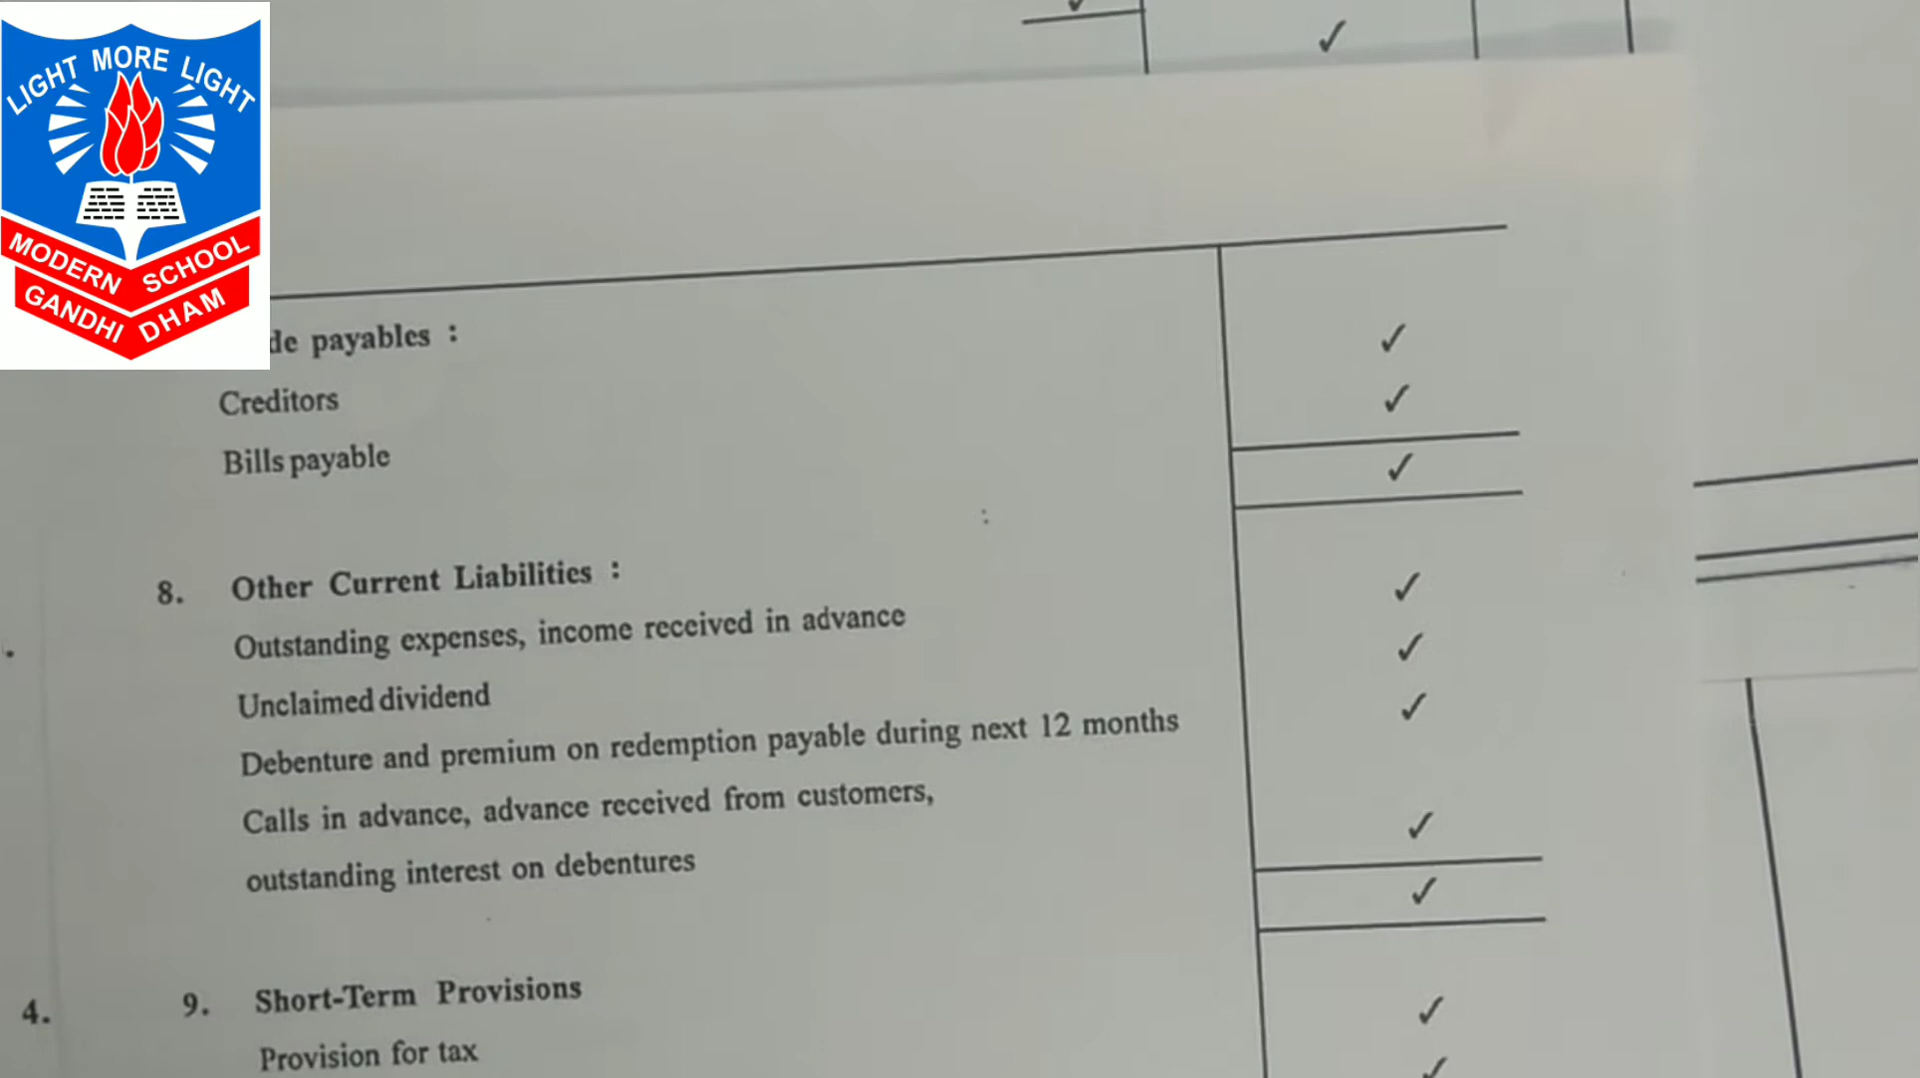 LIGHT MORE LIGHT
MODERN SCHOOL
GANDHI DHAM
de payables :
Creditors
Bills payable
8. Other Current Liabilities :
Outstanding expenses, income received in advance
Unclaimed dividend
Debenture and premium on redemption payable during next 12 months
Calls in advance, advance received from customers,
outstanding interest on debentures
4. 9. Short-Term Provisions
Provision for tax